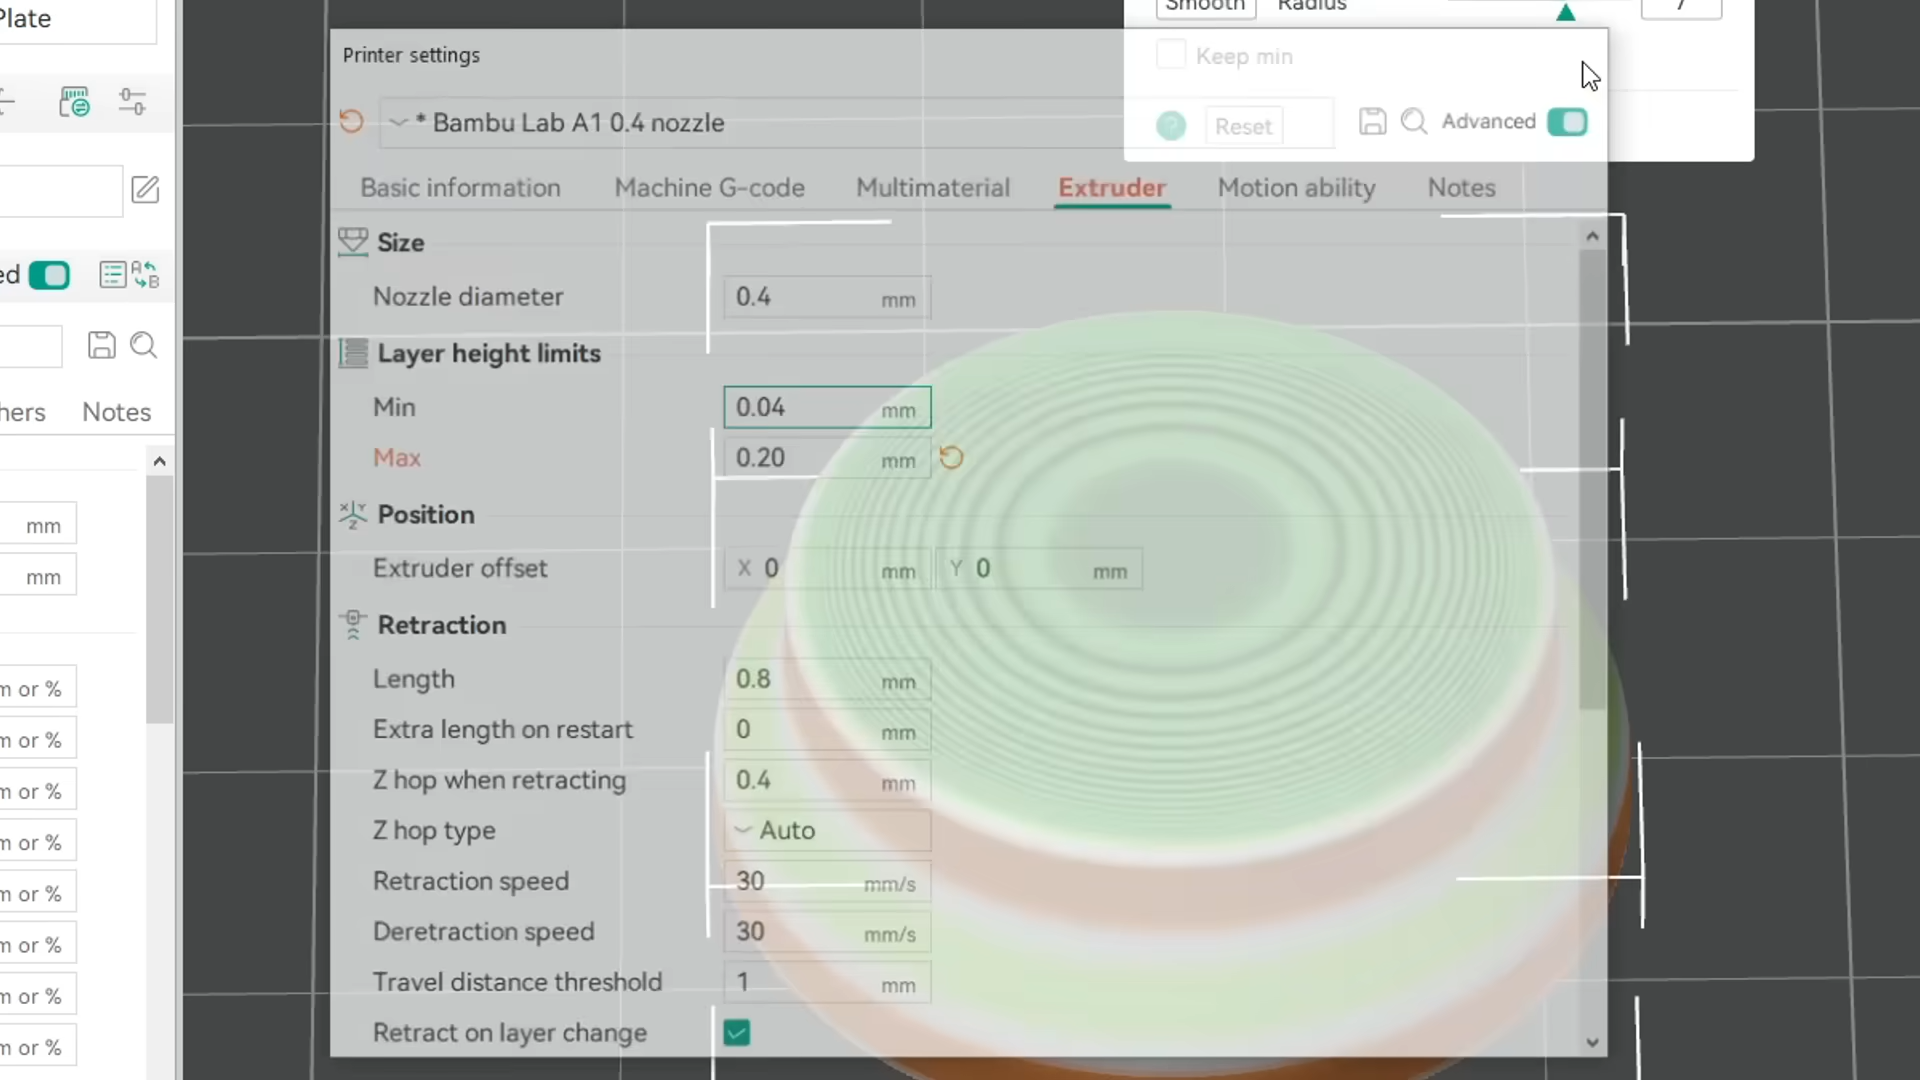 Plate
Smooth Radius 7
Printer settings
Keep min
* Bambu Lab A1 0.4 nozzle
Reset
Advanced
Basic information Machine G-code Multimaterial Extruder Motion ability Notes
Size
ed
Nozzle diameter 0.4 mm
Layer height limits
Min 0.04 mm
hers Notes
Max 0.20 mm
Position
mm
Extruder offset X 0 mm Y 0 mm
mm
Retraction
Length 0.8 mm
m or %
Extra length on restart 0 mm
m or %
Z hop when retracting 0.4 mm
m or %
Z hop type Auto
m or %
Retraction speed 30 mm/s
m or %
Deretraction speed 30 mm/s
m or %
Travel distance threshold 1 mm
m or %
Retract on layer change
m or %